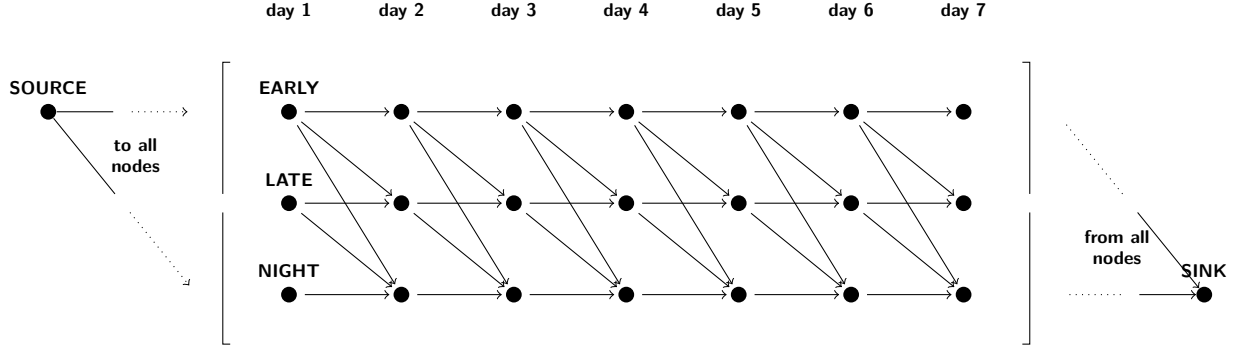 day 1 day 2 day 3 day 4 day 5 day 6 day 7
SOURCE
EARLY
to all
nodes
LATE
NIGHT
from all
nodes
SINK